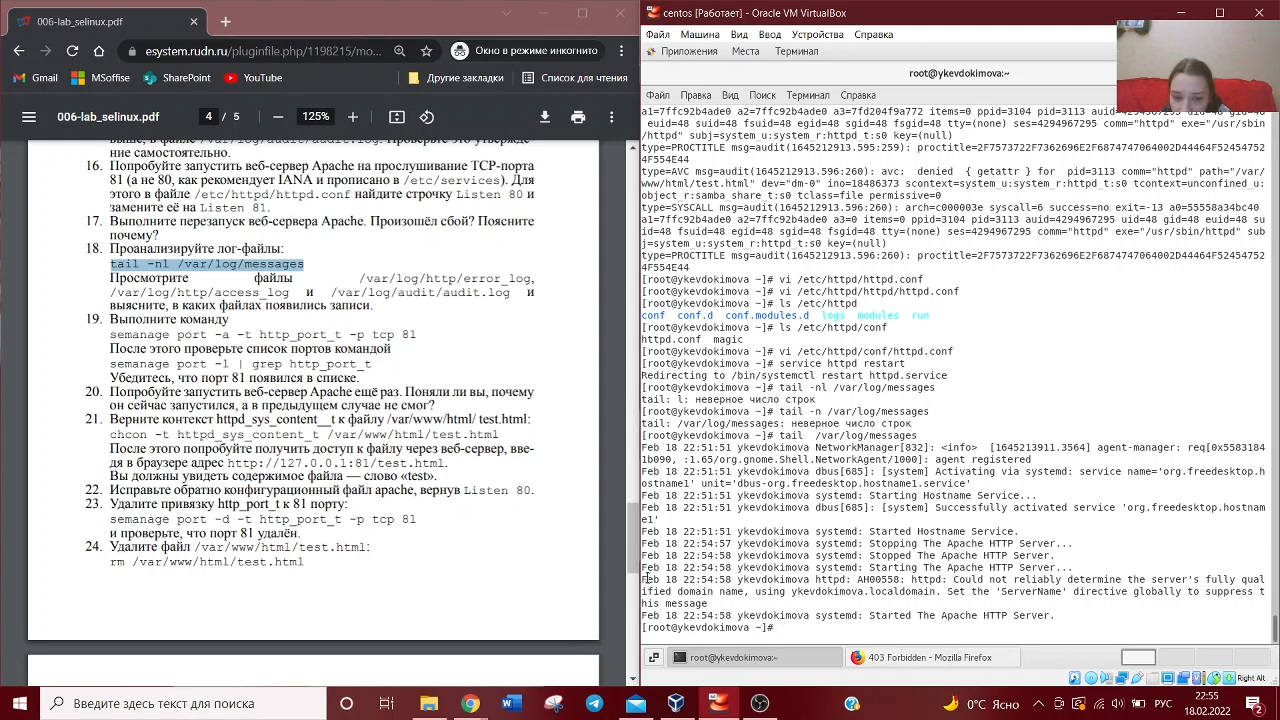 006-lab_selinux.pdf
esystem.rudn.ru/pluginfile.php/1198215/mo...
Окно в режиме инкогнито
Gmail
MSoffise
SharePoint
YouTube
Другие закладки
Список для чтения
006-lab_selinux.pdf
4 / 5
125%
ние самостоятельно.
16. Попробуйте запустить веб-сервер Apache на прослушивание TCP-порта
81 (а не 80, как рекомендует IANA и прописано в /etc/services). Для
этого в файле /etc/httpd/httpd.conf найдите строчку Listen 80 и
замените её на Listen 81.
17. Выполните перезапуск веб-сервера Apache. Произошёл сбой? Поясните
почему?
18. Проанализируйте лог-файлы:
tail -nl /var/log/messages
Просмотрите файлы /var/log/http/error_log,
/var/log/http/access_log и /var/log/audit/audit.log и
выясните, в каких файлах появились записи.
19. Выполните команду
semanage port -a -t http_port_t -p tcp 81
После этого проверьте список портов командой
semanage port -l | grep http_port_t
Убедитесь, что порт 81 появился в списке.
20. Попробуйте запустить веб-сервер Apache ещё раз. Поняли ли вы, почему
он сейчас запустился, а в предыдущем случае не смог?
21. Верните контекст httpd_sys_content__t к файлу /var/www/html/ test.html:
chcon -t httpd_sys_content_t /var/www/html/test.html
После этого попробуйте получить доступ к файлу через веб-сервер, вве-
дя в браузере адрес http://127.0.0.1:81/test.html.
Вы должны увидеть содержимое файла — слово «test».
22. Исправьте обратно конфигурационный файл apache, вернув Listen 80.
23. Удалите привязку http_port_t к 81 порту:
semanage port -d -t http_port_t -p tcp 81
и проверьте, что порт 81 удалён.
24. Удалите файл /var/www/html/test.html:
rm /var/www/html/test.html
centos [Работает] - Oracle VM VirtualBox
Файл Машина Вид Ввод Устройства Справка
Приложения Места Терминал
root@ykevdokimova:~
Файл Правка Вид Поиск Терминал Справка
a1=7ffc92b4ade0 a2=7ffc92b4ade0 a3=7fd204f9a772 items=0 ppid=3104 pid=3113 auid=4294967295 uid=48
euid=48 suid=48 fsuid=48 egid=48 sgid=48 fsgid=48 tty=(none) ses=4294967295 comm="httpd" exe="/usr/sbin
/httpd" subj=system_u:system_r:httpd_t:s0 key=(null)
type=PROCTITLE msg=audit(1645212913.595:259): proctitle=2F7573722F7362696E2F6874747064002D44464F52454752
4F554E44
type=AVC msg=audit(1645212913.596:260): avc: denied { getattr } for pid=3113 comm="httpd" path="/var/
www/html/test.html" dev="dm-0" ino=18486373 scontext=system_u:system_r:httpd_t:s0 tcontext=unconfined_u:
object_r:samba_share_t:s0 tclass=file permissive=0
type=SYSCALL msg=audit(1645212913.596:260): arch=c000003e syscall=6 success=no exit=-13 a0=55558a34bc40
a1=7ffc92b4ade0 a2=7ffc92b4ade0 a3=0 items=0 ppid=3104 pid=3113 auid=4294967295 uid=48 gid=48 euid=48 su
id=48 fsuid=48 egid=48 sgid=48 fsgid=48 tty=(none) ses=4294967295 comm="httpd" exe="/usr/sbin/httpd" sub
j=system_u:system_r:httpd_t:s0 key=(null)
type=PROCTITLE msg=audit(1645212913.596:260): proctitle=2F7573722F7362696E2F6874747064002D44464F52454752
4F554E44
[root@ykevdokimova ~]# vi /etc/httpd/httpd.conf
[root@ykevdokimova ~]# vi /etc/httpd/httpd/httpd.conf
[root@ykevdokimova ~]# ls /etc/httpd
conf conf.d conf.modules.d logs modules run
[root@ykevdokimova ~]# ls /etc/httpd/conf
httpd.conf magic
[root@ykevdokimova ~]# vi /etc/httpd/conf/httpd.conf
[root@ykevdokimova ~]# service httpd restart
Redirecting to /bin/systemctl restart httpd.service
[root@ykevdokimova ~]# tail -nl /var/log/messages
tail: l: неверное число строк
[root@ykevdokimova ~]# tail -n /var/log/messages
tail: /var/log/messages: неверное число строк
[root@ykevdokimova ~]# tail /var/log/messages
Feb 18 22:51:51 ykevdokimova NetworkManager[832]: <info> [1645213911.3564] agent-manager: req[0x5583184
1b090, :1.65/org.gnome.Shell.NetworkAgent/1000]: agent registered
Feb 18 22:51:51 ykevdokimova dbus[685]: [system] Activating via systemd: service name='org.freedesktop.h
ostname1' unit='dbus-org.freedesktop.hostname1.service'
Feb 18 22:51:51 ykevdokimova systemd: Starting Hostname Service...
Feb 18 22:51:51 ykevdokimova dbus[685]: [system] Successfully activated service 'org.freedesktop.hostnam
e1'
Feb 18 22:51:51 ykevdokimova systemd: Started Hostname Service.
Feb 18 22:54:57 ykevdokimova systemd: Stopping The Apache HTTP Server...
Feb 18 22:54:58 ykevdokimova systemd: Stopped The Apache HTTP Server.
Feb 18 22:54:58 ykevdokimova systemd: Starting The Apache HTTP Server...
Feb 18 22:54:58 ykevdokimova httpd: AH00558: httpd: Could not reliably determine the server's fully qual
ified domain name, using ykevdokimova.localdomain. Set the 'ServerName' directive globally to suppress t
his message
Feb 18 22:54:58 ykevdokimova systemd: Started The Apache HTTP Server.
[root@ykevdokimova ~]#
root@ykevdokimova:~
403 Forbidden - Mozilla Firefox
Right Alt
Введите здесь текст для поиска
0°C Ясно
РУС
22:55
18.02.2022
2